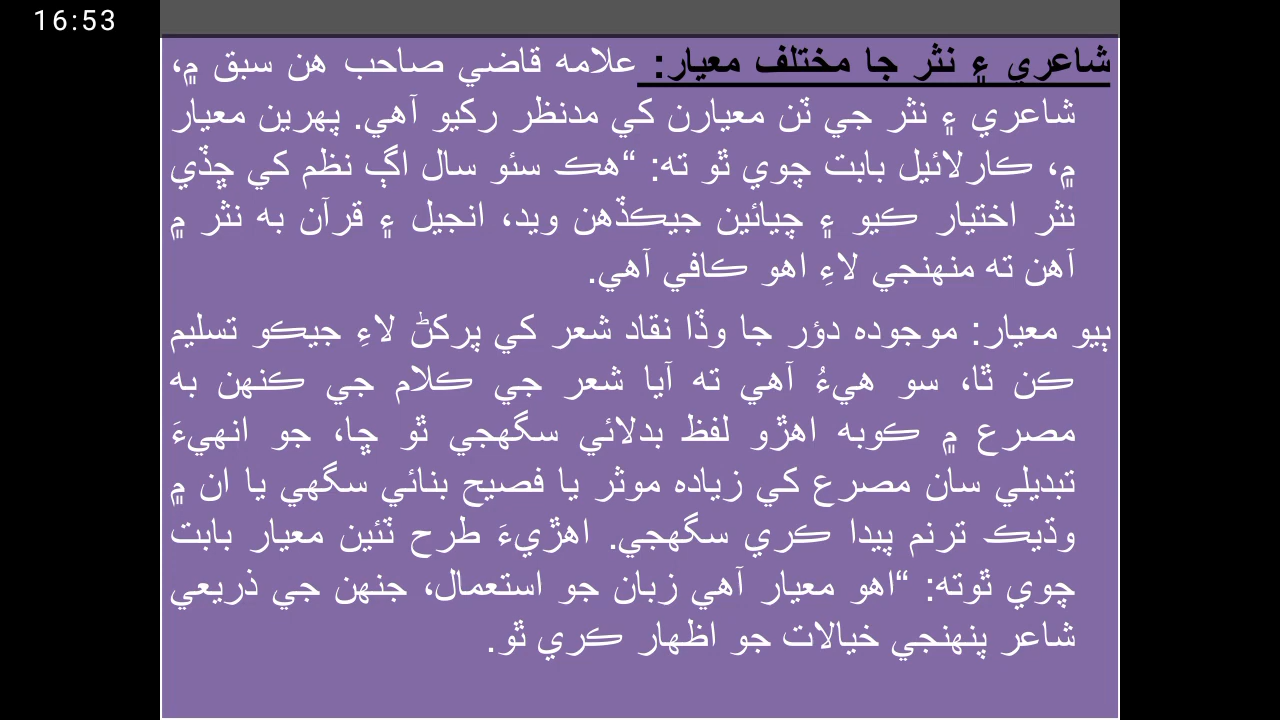 16:53
شاعري ۽ نثر جا مختلف معيار: علامه قاضي صاحب هن سبق ۾،
شاعري ۽ نثر جي ٽن معيارن کي مدنظر رکيو آهي. پهرين معيار
۾، ڪارلائيل بابت چوي ٿو ته: “هڪ سئو سال اڳ نظم کي ڇڏي
نثر اختيار ڪيو ۽ چيائين جيڪڏهن ويد، انجيل ۽ قرآن به نثر ۾
آهن ته منهنجي لاءِ اهو ڪافي آهي.
ٻيو معيار: موجوده دؤر جا وڏا نقاد شعر کي پرکڻ لاءِ جيڪو تسليم
ڪن ٿا، سو هيءُ آهي ته آيا شعر جي ڪلام جي ڪنهن به
مصرع ۾ ڪوبه اهڙو لفظ بدلائي سگهجي ٿو ڇا، جو انهيءَ
تبديلي سان مصرع کي زياده موثر يا فصيح بنائي سگهي يا ان ۾
وڌيڪ ترنم پيدا ڪري سگهجي. اهڙيءَ طرح ٽئين معيار بابت
چوي ٿوته: “اهو معيار آهي زبان جو استعمال، جنهن جي ذريعي
شاعر پنهنجي خيالات جو اظهار ڪري ٿو.